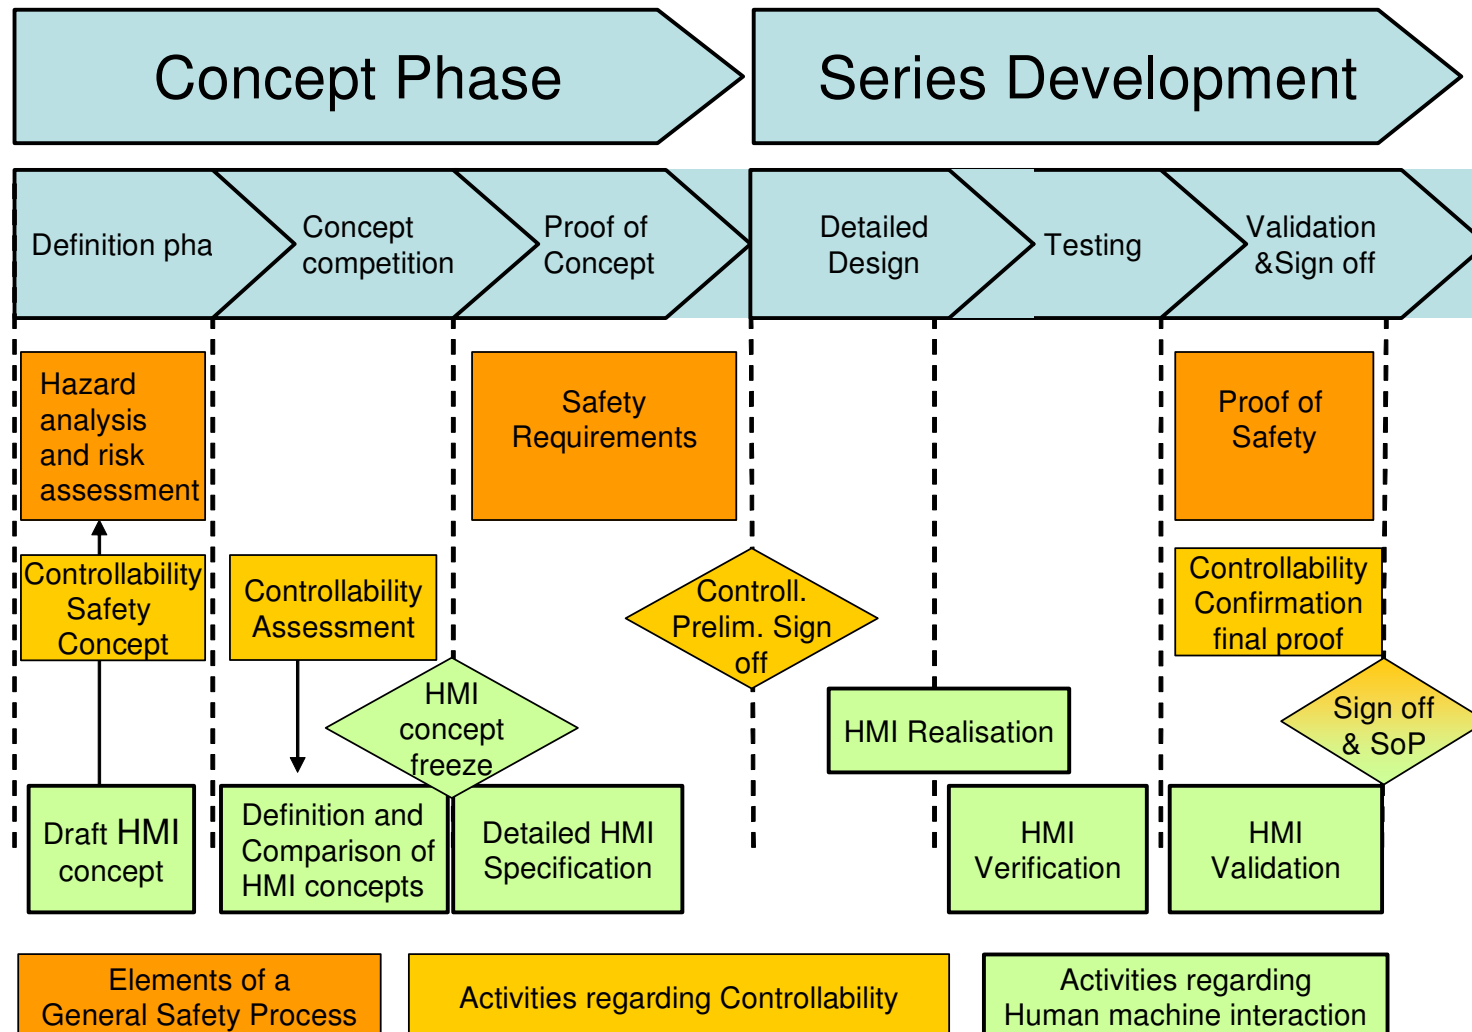 Concept Phase
Series Development
Definition pha
Concept
competition
Proof of
Concept
Detailed
Design
Testing
Validation
&Sign off
Hazard
analysis
and risk
assessment
Safety
Requirements
Proof of
Safety
Controllability
Safety
Concept
Controllability
Assessment
Controll.
Prelim. Sign
off
Controllability
Confirmation
final proof
HMI
concept
freeze
HMI Realisation
Sign off
& SoP
Draft HMI
concept
Definition and
Comparison of
HMI concepts
Detailed HMI
Specification
HMI
Verification
HMI
Validation
Elements of a
General Safety Process
Activities regarding Controllability
Activities regarding
Human machine interaction